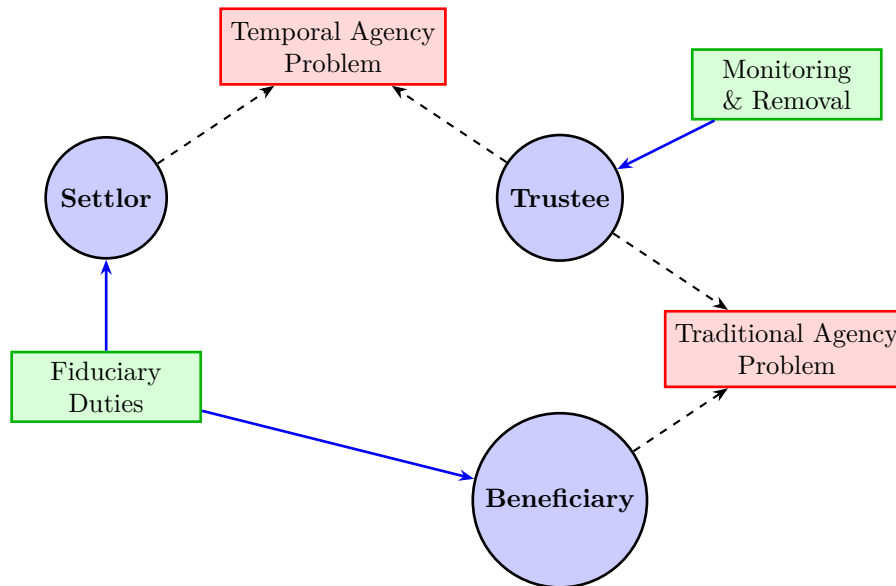 Temporal Agency
Problem
Monitoring
& Removal
Settlor
Trustee
Traditional Agency
Problem
Fiduciary
Duties
Beneficiary